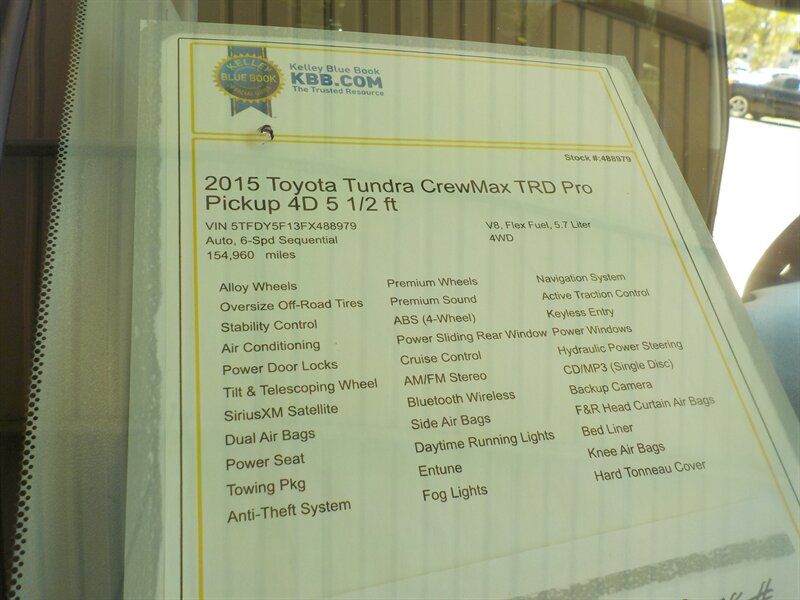 KELLEY
BLUE BOOK
Kelley Blue Book
KBB.COM
The Trusted Resource
Stock #:488979
2015 Toyota Tundra CrewMax TRD Pro
Pickup 4D 5 1/2 ft
VIN 5TFDY5F13FX488979
V8, Flex Fuel, 5.7 Liter
Auto, 6-Spd Sequential
4WD
154,960 miles
Alloy Wheels
Premium Wheels
Navigation System
Oversize Off-Road Tires
Premium Sound
Active Traction Control
Stability Control
ABS (4-Wheel)
Keyless Entry
Air Conditioning
Power Sliding Rear Window
Power Windows
Power Door Locks
Cruise Control
Hydraulic Power Steering
Tilt & Telescoping Wheel
AM/FM Stereo
CD/MP3 (Single Disc)
SiriusXM Satellite
Bluetooth Wireless
Backup Camera
Dual Air Bags
Side Air Bags
F&R Head Curtain Air Bags
Power Seat
Daytime Running Lights
Bed Liner
Towing Pkg
Entune
Knee Air Bags
Anti-Theft System
Fog Lights
Hard Tonneau Cover